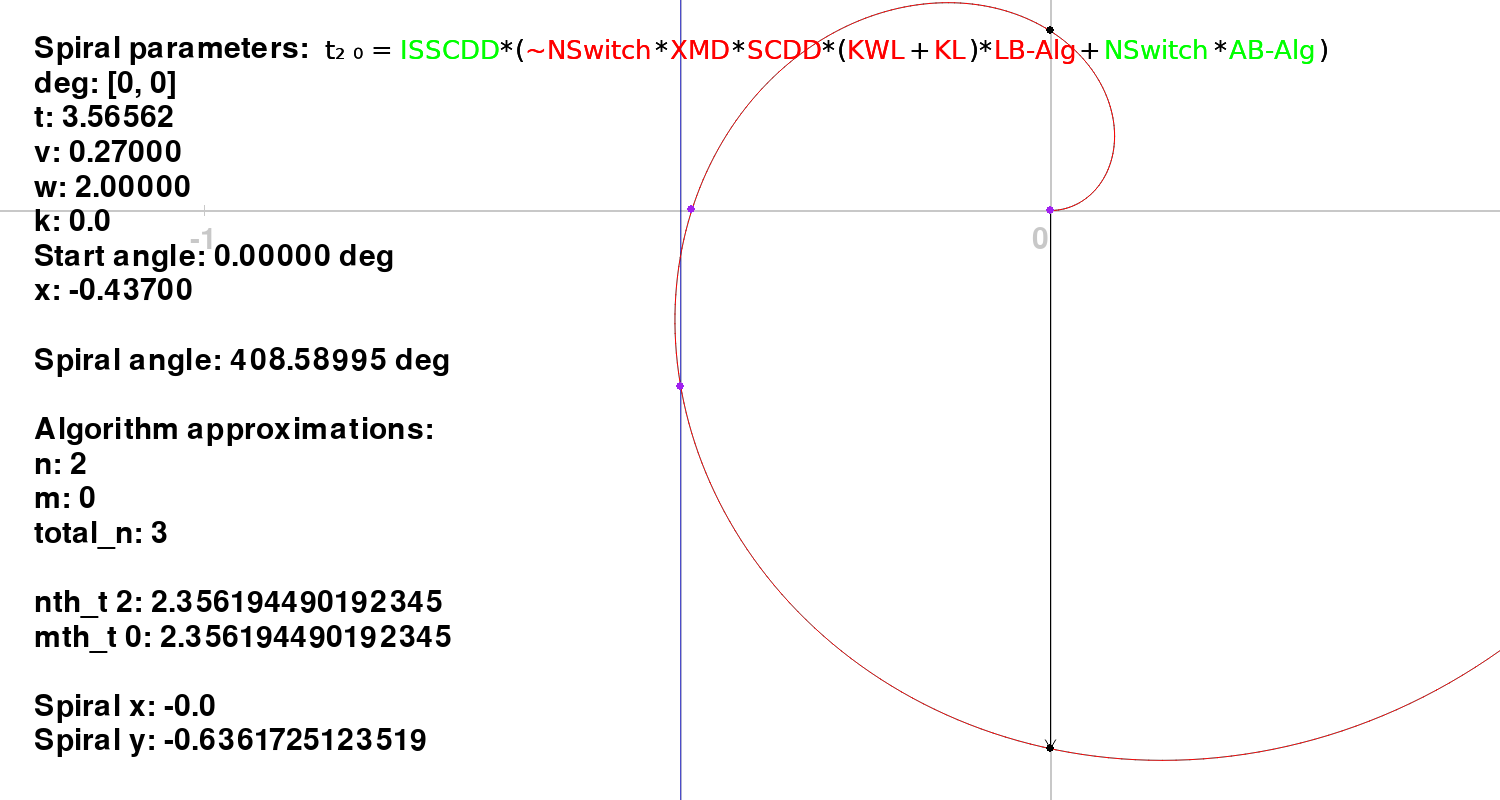 Spiral parameters: t₂ ₀ = ISSCDD*(~NSwitch*XMD*SCDD*(KWL+KL)*LB-Alg+NSwitch*AB-Alg)
deg: [0, 0]
t: 3.56562
v: 0.27000
w: 2.00000
k: 0.0
-1
0
Start angle: 0.00000 deg
x: -0.43700
Spiral angle: 408.58995 deg
Algorithm approximations:
n: 2
m: 0
total_n: 3
nth_t 2: 2.356194490192345
mth_t 0: 2.356194490192345
Spiral x: -0.0
Spiral y: -0.6361725123519